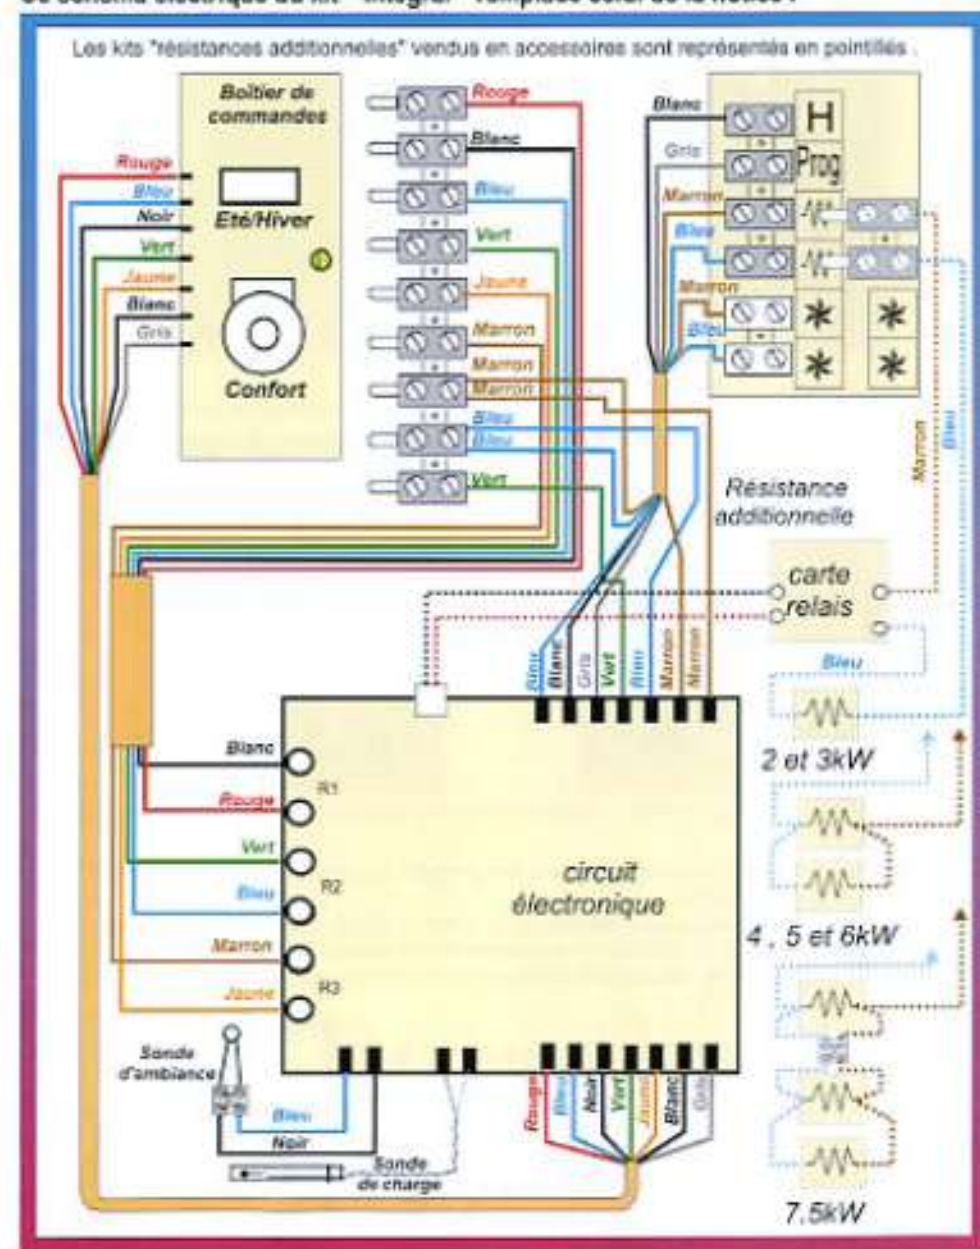 Les kits "résistances additionnelles" vendus en accessoires sont représentés en pointillés .
Boîtier de
commandes
Rouge
Bleu
Noir
Vert
Jaune
Blanc
Gris
Eté/Hiver
Confort
Rouge
Blanc
Bleu
Vert
Jaune
Marron
Marron
Marron
Bleu
Bleu
Vert
Blanc
Gris
Marron
Bleu
Marron
Bleu
H
Prog
Marron
Bleu
Résistance
additionnelle
carte
relais
Bleu
2 et 3kW
4 , 5 et 6kW
7.5kW
Bleu
Blanc
Gris
Vert
Bleu
Marron
Marron
Blanc
Rouge
Vert
Bleu
Marron
Jaune
R1
R2
R3
circuit
électronique
Sonde
d'ambiance
Bleu
Noir
Sonde
de charge
Rouge
Bleu
Noir
Vert
Jaune
Blanc
Gris